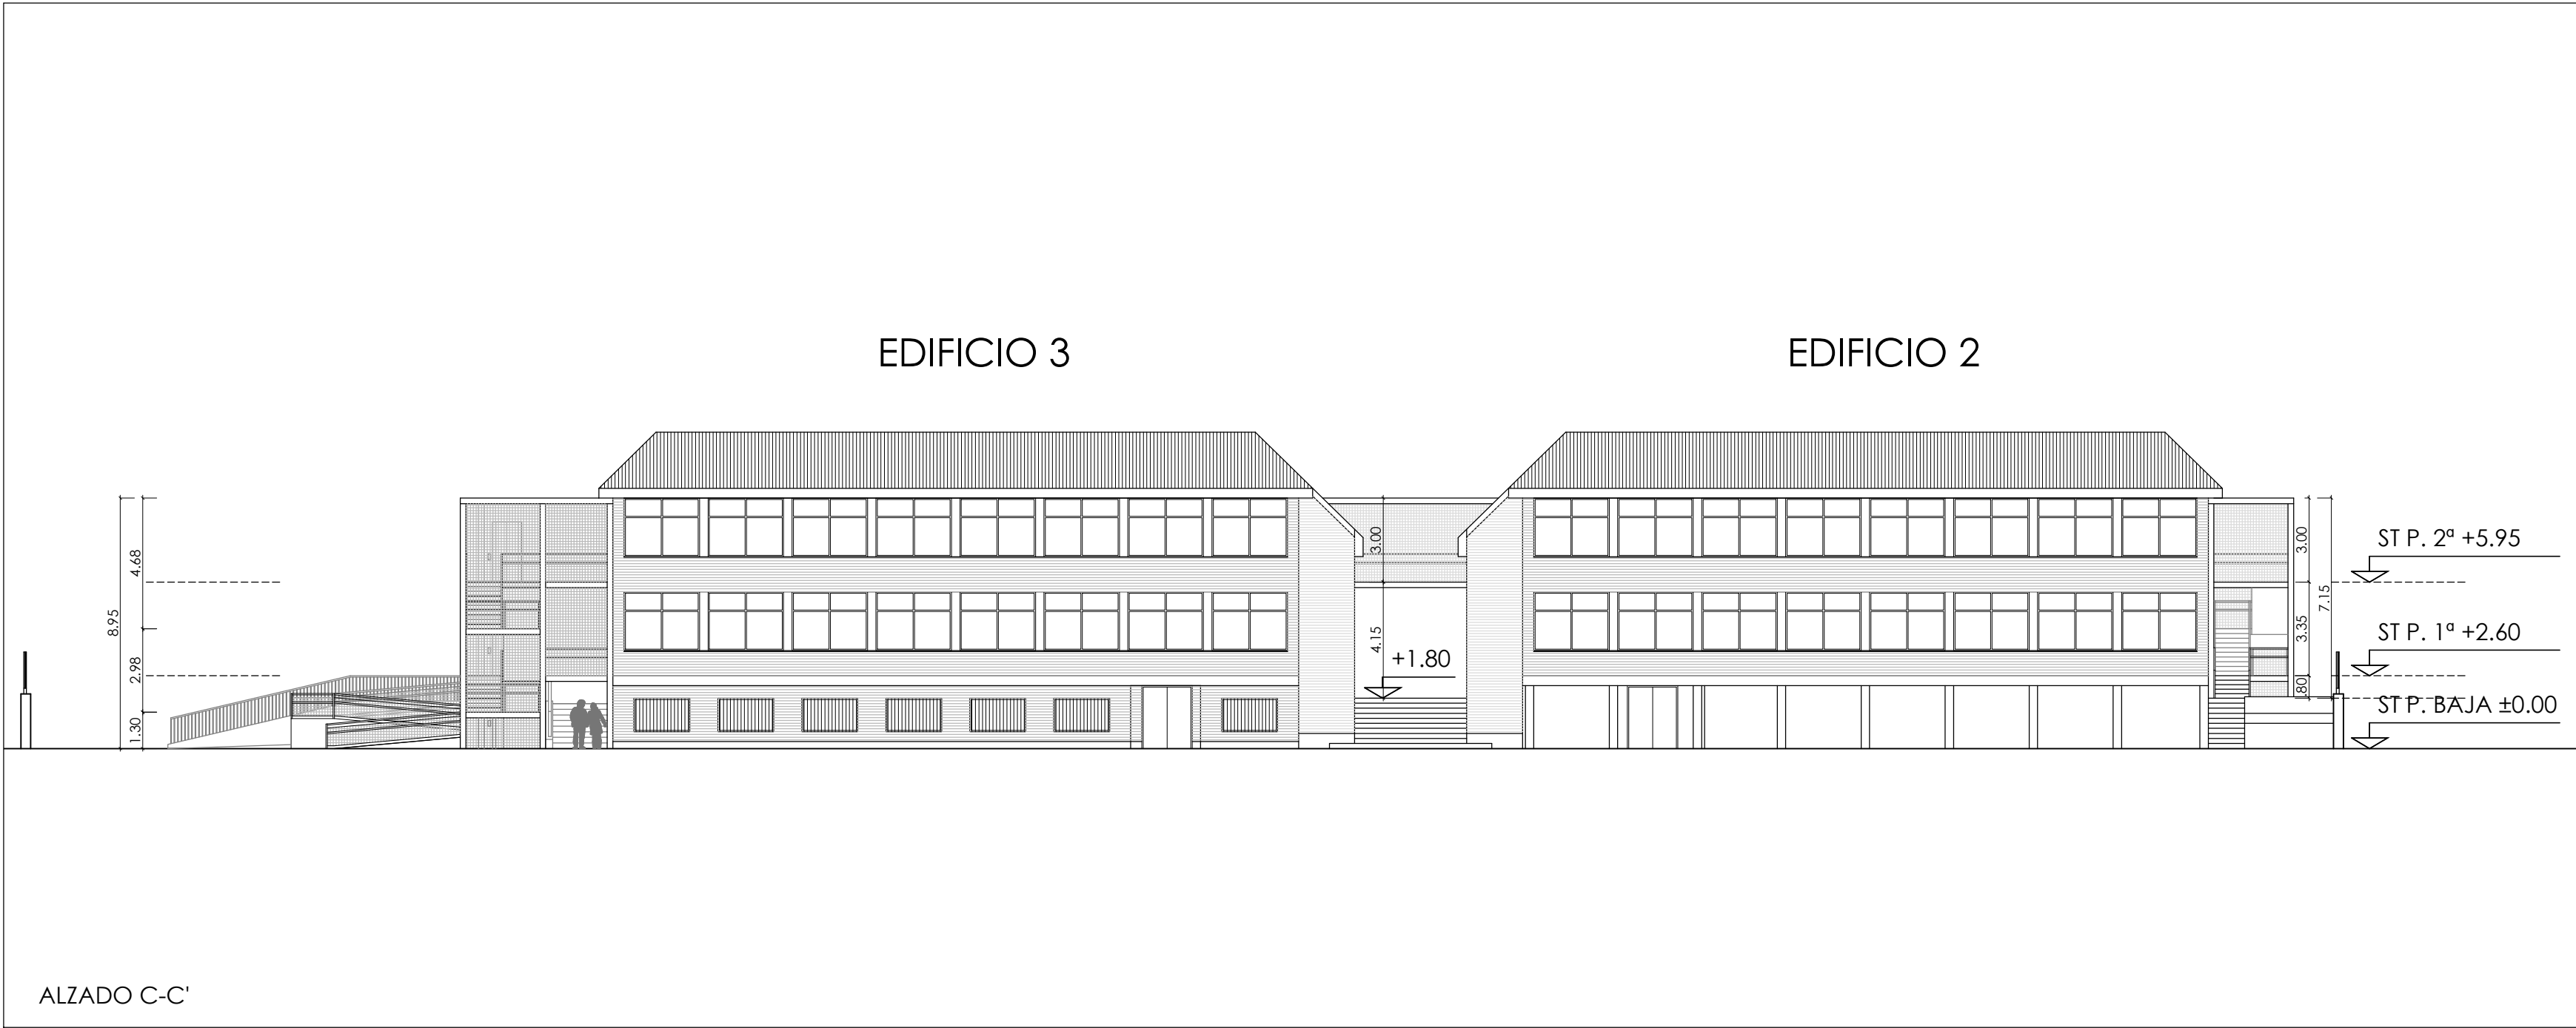 EDIFICIO 3
EDIFICIO 2
8.95
4.68
2.98
1.30
3.00
4.15
+1.80
3.00
3.35
.80
7.15
ST P. 2ª +5.95
ST P. 1ª +2.60
ST P. BAJA ±0.00
ALZADO C-C'